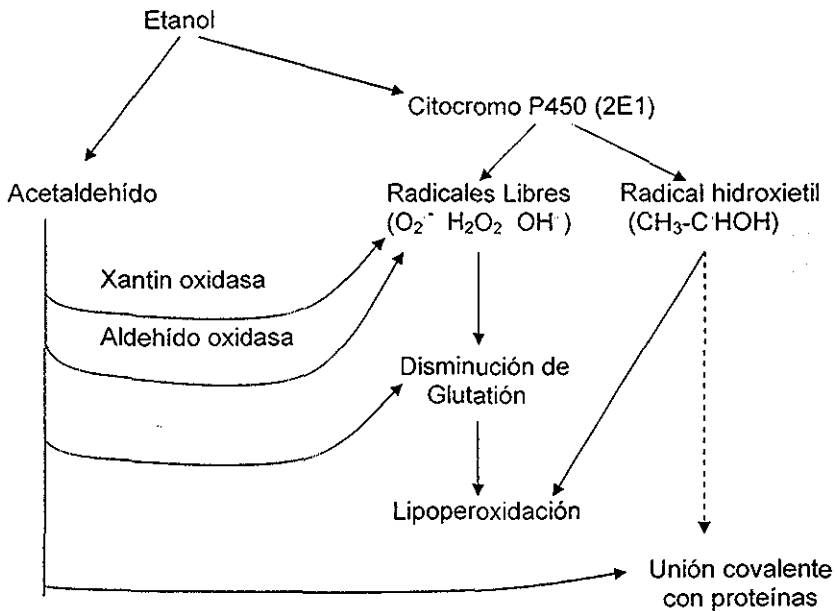 Etanol
Citocromo P450 (2E1)
Acetaldehído
Radicales Libres
(O₂⁻˙ H₂O₂ OH˙)
Radical hidroxietil
(CH₃-C˙HOH)
Xantin oxidasa
Aldehído oxidasa
Disminución de
Glutatión
Lipoperoxidación
Unión covalente
con proteínas